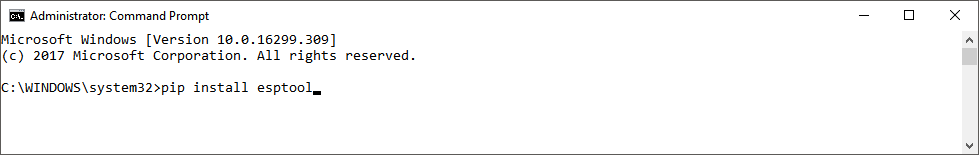 Administrator: Command Prompt
Microsoft Windows [Version 10.0.16299.309]
(c) 2017 Microsoft Corporation. All rights reserved.
C:\WINDOWS\system32>pip install esptool